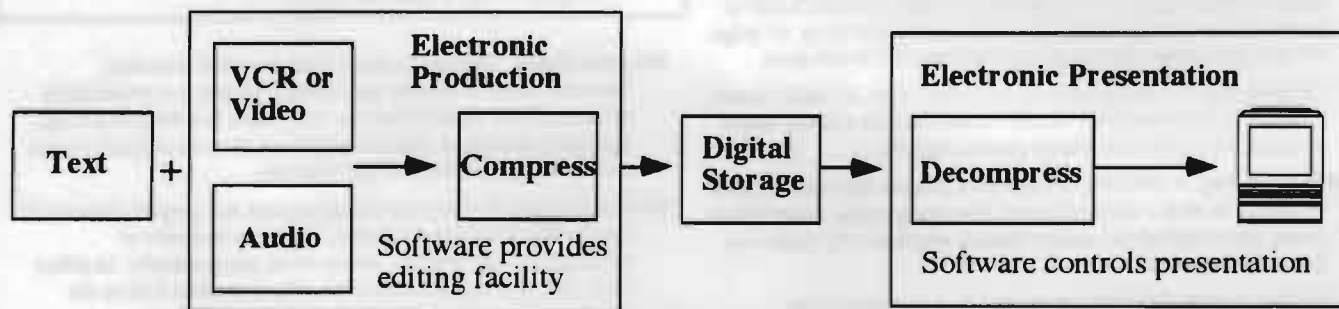 Text
+
VCR or
Video
Audio
Electronic
Production
Compress
Software provides
editing facility
Digital
Storage
Electronic Presentation
Decompress
Software controls presentation